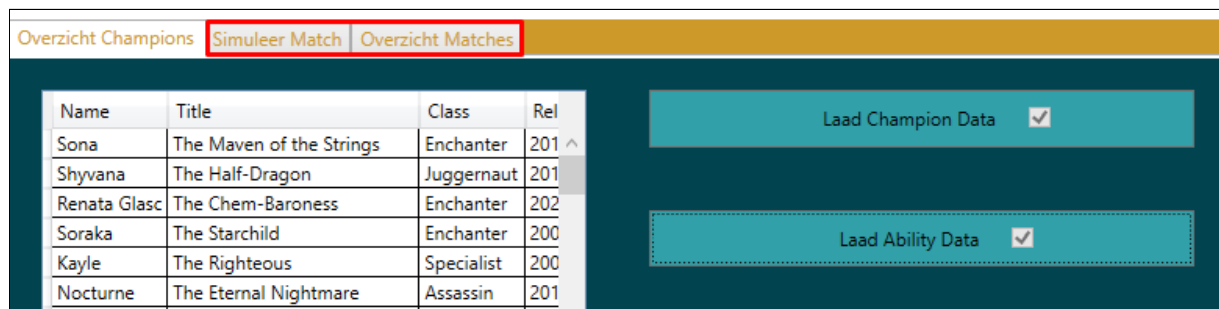 Overzicht Champions Simuleer Match Overzicht Matches
Name Title Class Rel
Sona The Maven of the Strings Enchanter 201
Shyvana The Half-Dragon Juggernaut 201
Renata Glasc The Chem-Baroness Enchanter 202
Soraka The Starchild Enchanter 200
Kayle The Righteous Specialist 200
Nocturne The Eternal Nightmare Assassin 201
Laad Champion Data
Laad Ability Data